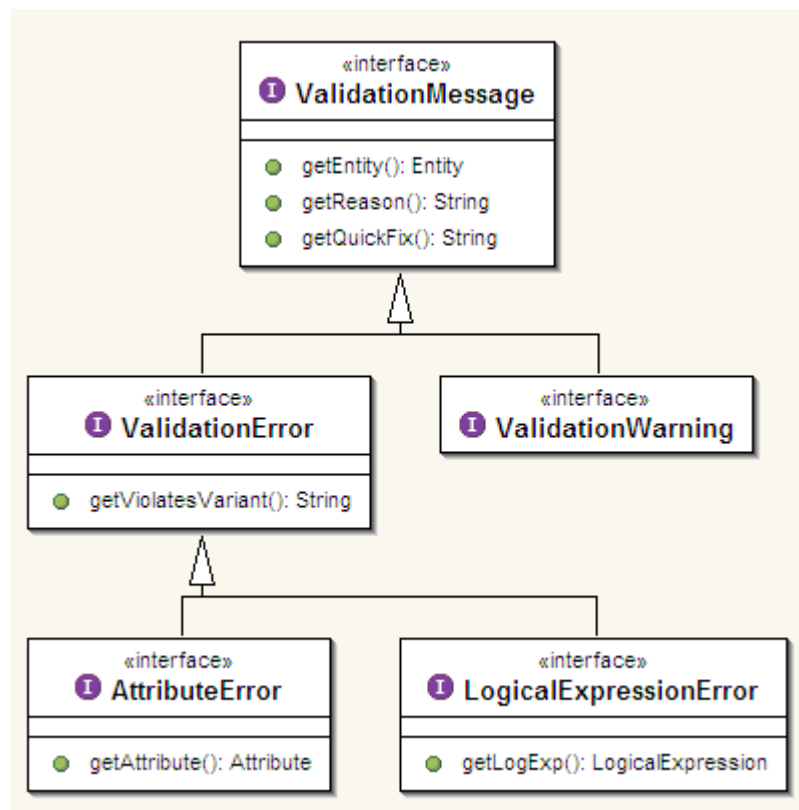 «interface»
I ValidationMessage
getEntity(): Entity
getReason(): String
getQuickFix(): String
«interface»
I ValidationError
getViolatesVariant(): String
«interface»
I ValidationWarning
«interface»
I AttributeError
getAttribute(): Attribute
«interface»
I LogicalExpressionError
getLogExp(): LogicalExpression